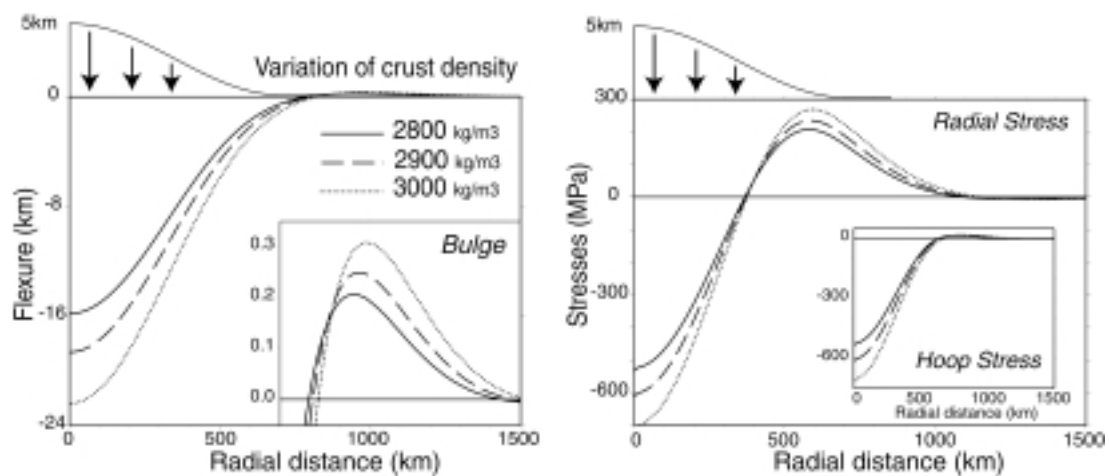 5km
Variation of crust density
0
2800 kg/m3
2900 kg/m3
3000 kg/m3
-8
-16
-24
Flexure (km)
Bulge
0.3
0.2
0.1
0.0
0 500 1000 1500
Radial distance (km)
5km
300
Radial Stress
0
-300
-600
Stresses (MPa)
0
-300
-600
Hoop Stress
0 500 1000 1500
Radial distance (km)
0 500 1000 1500
Radial distance (km)